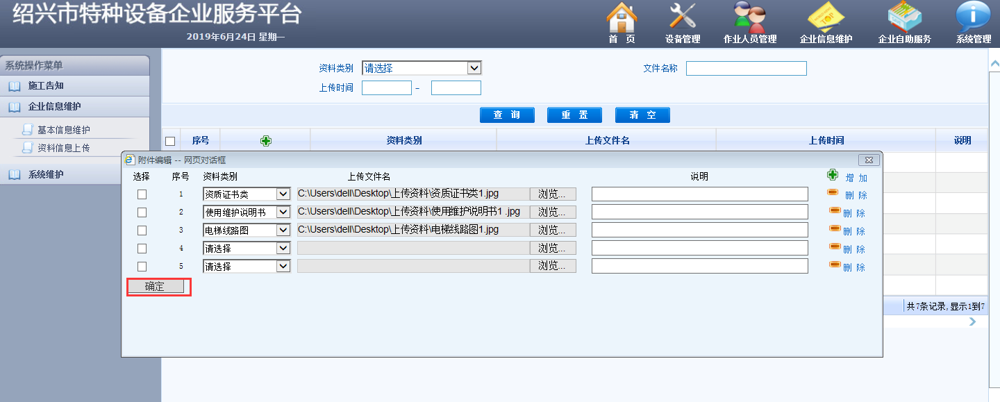 绍兴市特种设备企业服务平台
2019年6月24日 星期一
首 页 设备管理 作业人员管理 企业信息维护 企业自助服务 系统管理
系统操作菜单
施工告知
企业信息维护
基本信息维护
资料信息上传
系统维护
资料类别 请选择 文件名称
上传时间 -
查 询 重 置 清 空
序号 资料类别 上传文件名 上传时间 说明
附件编辑 -- 网页对话框
选择 序号 资料类别 上传文件名 说明 增 加
1 资质证书类 C:\Users\dell\Desktop\上传资料\资质证书类1.jpg 浏览... 删 除
2 使用维护说明书 C:\Users\dell\Desktop\上传资料\使用维护说明书1 .jpg 浏览... 删 除
3 电梯线路图 C:\Users\dell\Desktop\上传资料\电梯线路图1.jpg 浏览... 删 除
4 请选择 浏览... 删 除
5 请选择 浏览... 删 除
确定
共7条记录,显示1到7